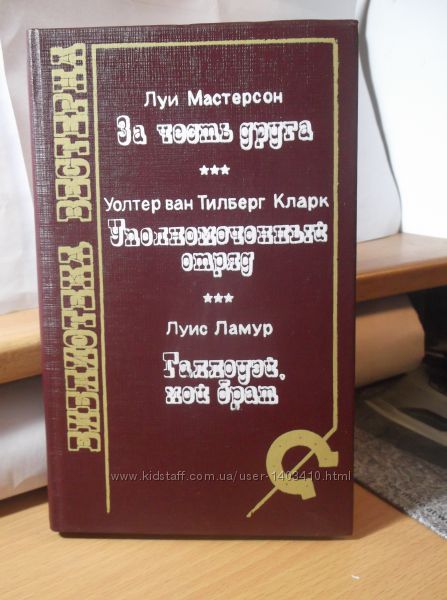 БИБЛИОТЕКА ВЕСТЕРНА
Луи Мастерсон
За честь друга
***
Уолтер ван Тилберг Кларк
Уполномоченный
отряд
***
Луис Ламур
Галлоуэй,
мой брат
www.kidstaff.com.ua/user-1403410.html